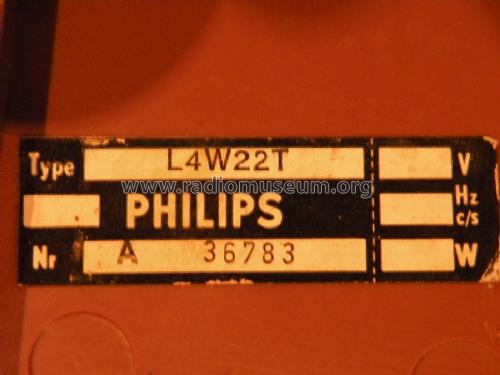 Type L4W22T V
www.radiomuseum.org
PHILIPS Hz
c/s
Nr A 36783 W